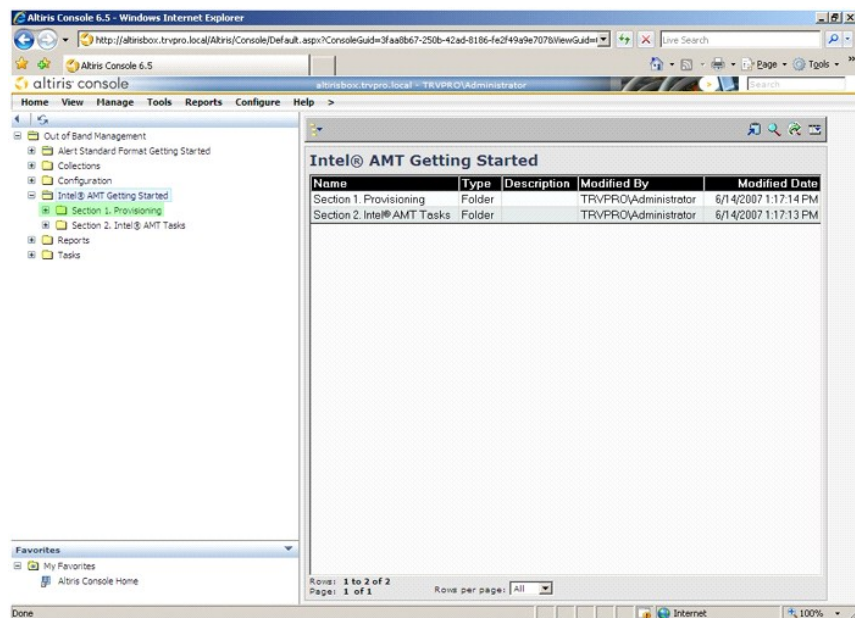 Altiris Console 6.5 - Windows Internet Explorer
http://altirisbox.trvpro.local/Altiris/Console/Default.aspx?ConsoleGuid=3faa8b67-250b-42ad-8186-fe2f49a9e707&ViewGuid=
Live Search
Altiris Console 6.5
Page
Tools
altiris console
altirisbox.trvpro.local - TRVPRO\Administrator
Search
Home View Manage Tools Reports Configure Help >
Out of Band Management
Alert Standard Format Getting Started
Collections
Configuration
Intel® AMT Getting Started
Section 1. Provisioning
Section 2. Intel® AMT Tasks
Reports
Tasks
Intel® AMT Getting Started
Name Type Description Modified By Modified Date
Section 1. Provisioning Folder TRVPRO\Administrator 6/14/2007 1:17:14 PM
Section 2. Intel® AMT Tasks Folder TRVPRO\Administrator 6/14/2007 1:17:13 PM
Favorites
My Favorites
Altiris Console Home
Rows: 1 to 2 of 2
Page: 1 of 1
Rows per page: All
Done
Internet
100%